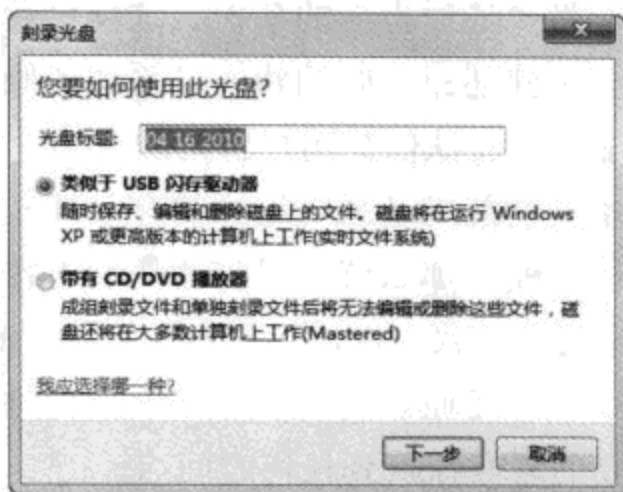 刻录光盘
您要如何使用此光盘?
光盘标题: 04 16 2010
类似于 USB 闪存驱动器
随时保存、编辑和删除磁盘上的文件。磁盘将在运行 Windows
XP 或更高版本的计算机上工作(实时文件系统)
带有 CD/DVD 播放器
成组刻录文件和单独刻录文件后将无法编辑或删除这些文件，磁
盘还将在大多数计算机上工作(Mastered)
我应选择哪一种?
下一步 取消